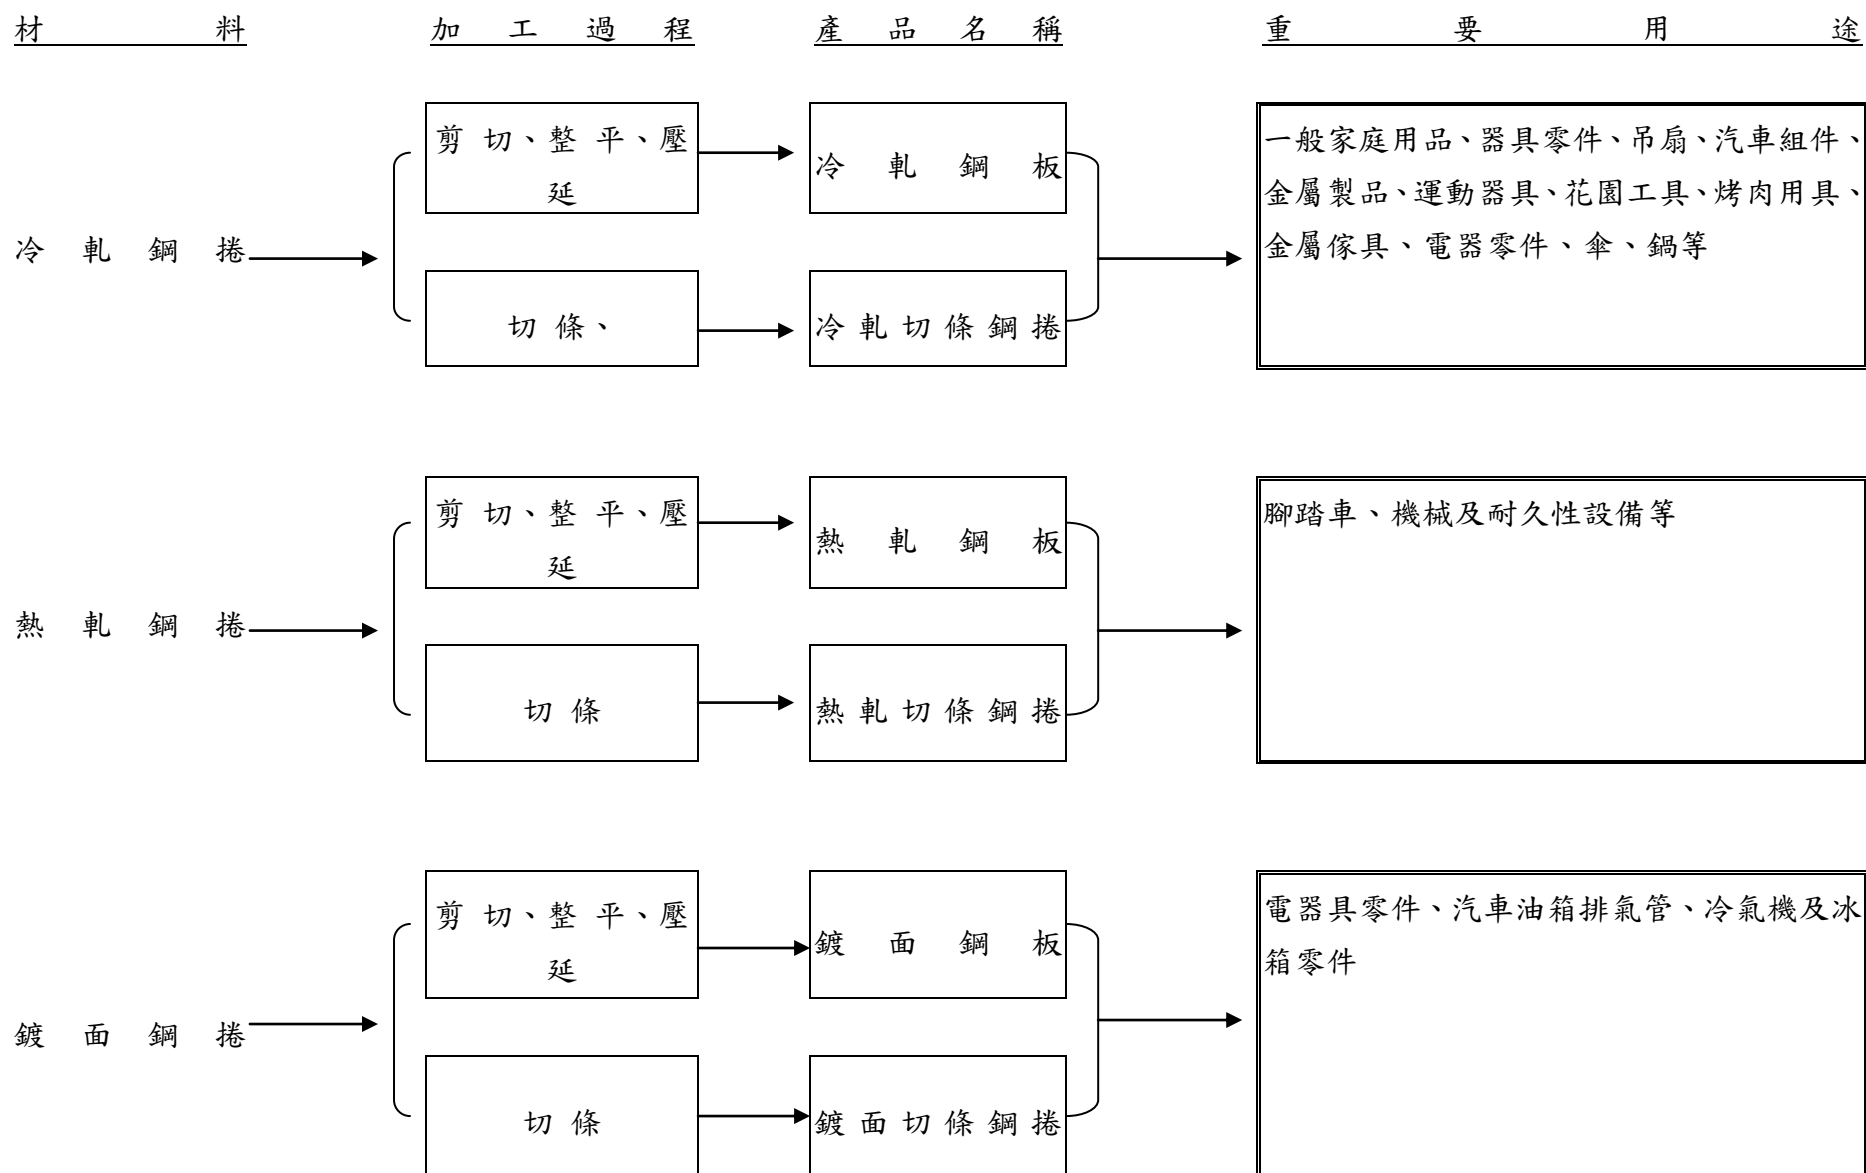 材料 加工過程 產品名稱 重要用途
冷軋鋼捲
剪切、整平、壓
延
冷軋鋼板
切條、
冷軋切條鋼捲
一般家庭用品、器具零件、吊扇、汽車組件、
金屬製品、運動器具、花園工具、烤肉用具、
金屬傢具、電器零件、傘、鍋等
熱軋鋼捲
剪切、整平、壓
延
熱軋鋼板
切條
熱軋切條鋼捲
腳踏車、機械及耐久性設備等
鍍面鋼捲
剪切、整平、壓
延
鍍面鋼板
切條
鍍面切條鋼捲
電器具零件、汽車油箱排氣管、冷氣機及冰
箱零件